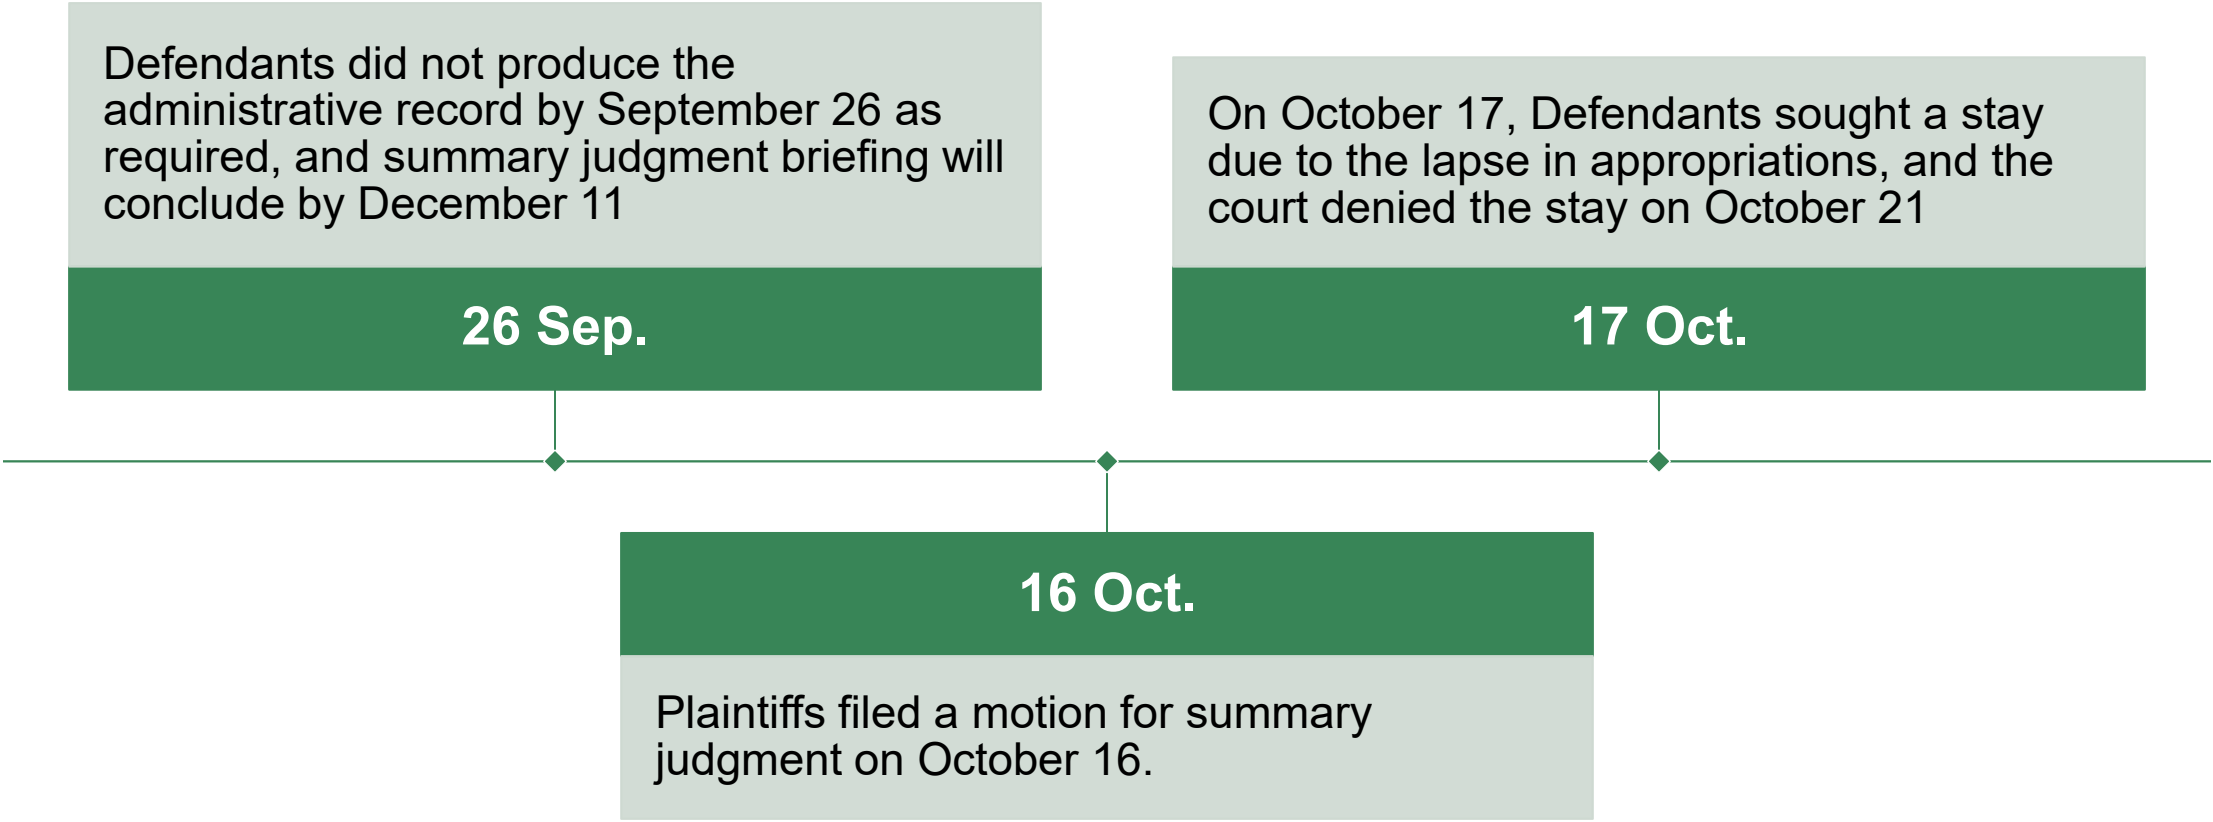 Defendants did not produce the
administrative record by September 26 as
required, and summary judgment briefing will
conclude by December 11
26 Sep.
16 Oct.
Plaintiffs filed a motion for summary
judgment on October 16.
On October 17, Defendants sought a stay
due to the lapse in appropriations, and the
court denied the stay on October 21
17 Oct.